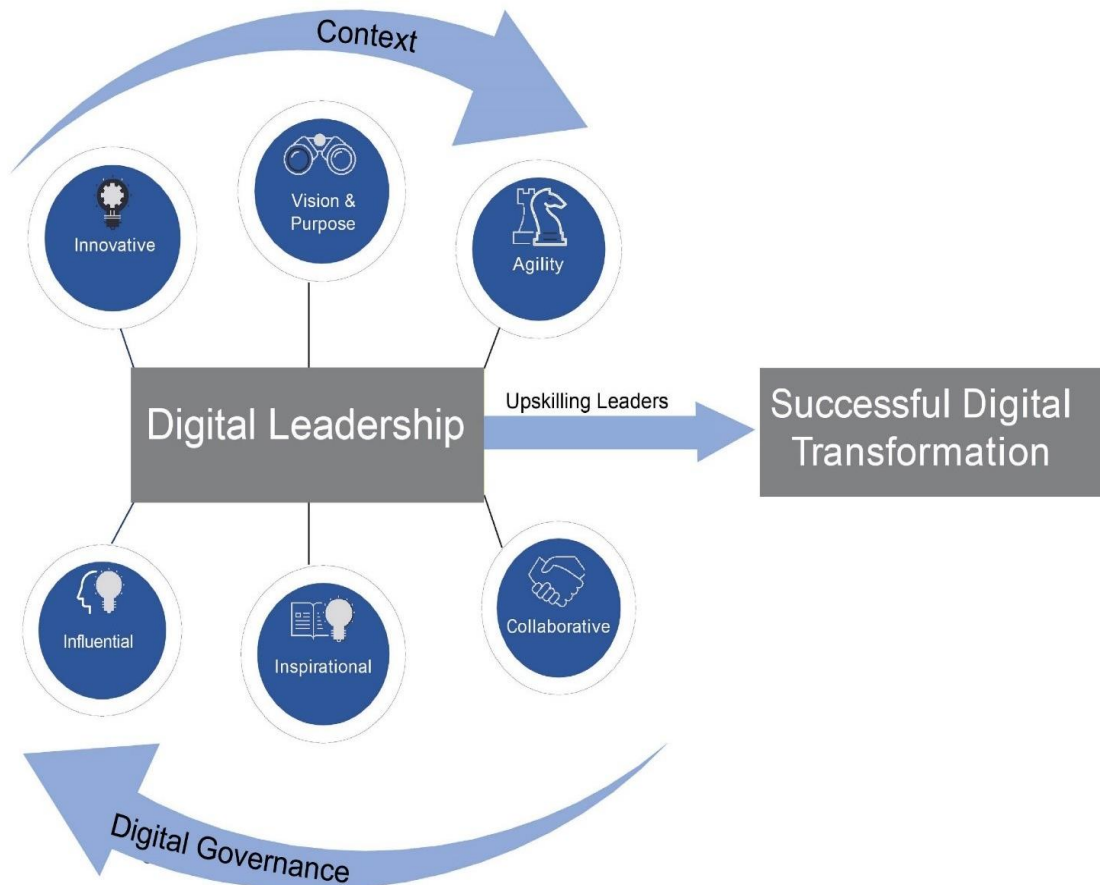 Context
Vision &
Purpose
Innovative
Agility
Digital Leadership
Upskilling Leaders
Successful Digital
Transformation
Influential
Inspirational
Collaborative
Digital Governance